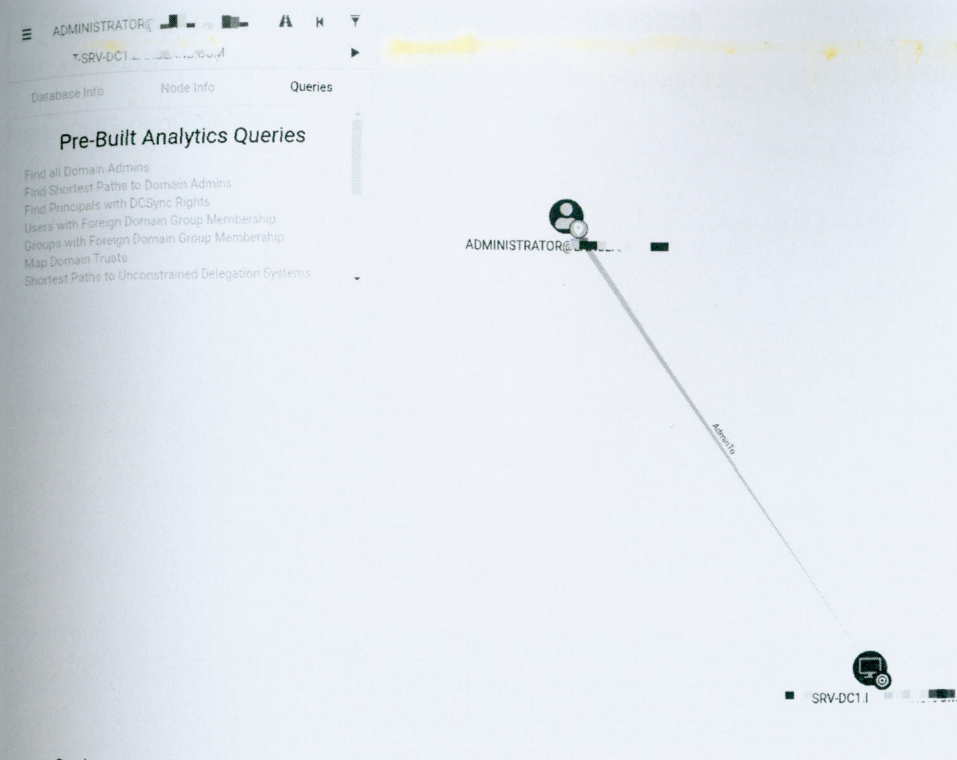 ADMINISTRATOR@
-SRV-DC1
Database Info Node Info Queries
Pre-Built Analytics Queries
Find all Domain Admins
Find Shortest Paths to Domain Admins
Find Principals with DCSync Rights
Users with Foreign Domain Group Membership
Groups with Foreign Domain Group Membership
Map Domain Trusts
Shortest Paths to Unconstrained Delegation Systems
ADMINISTRATOR@
AdminTo
SRV-DC1.